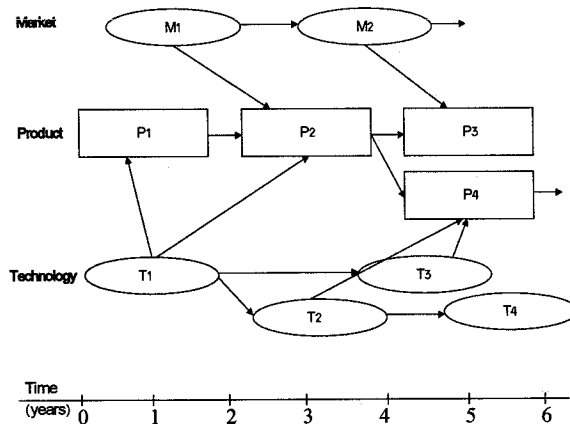 Market
M1
M2
Product
P1
P2
P3
P4
Technology
T1
T3
T2
T4
Time
(years)
0 1 2 3 4 5 6